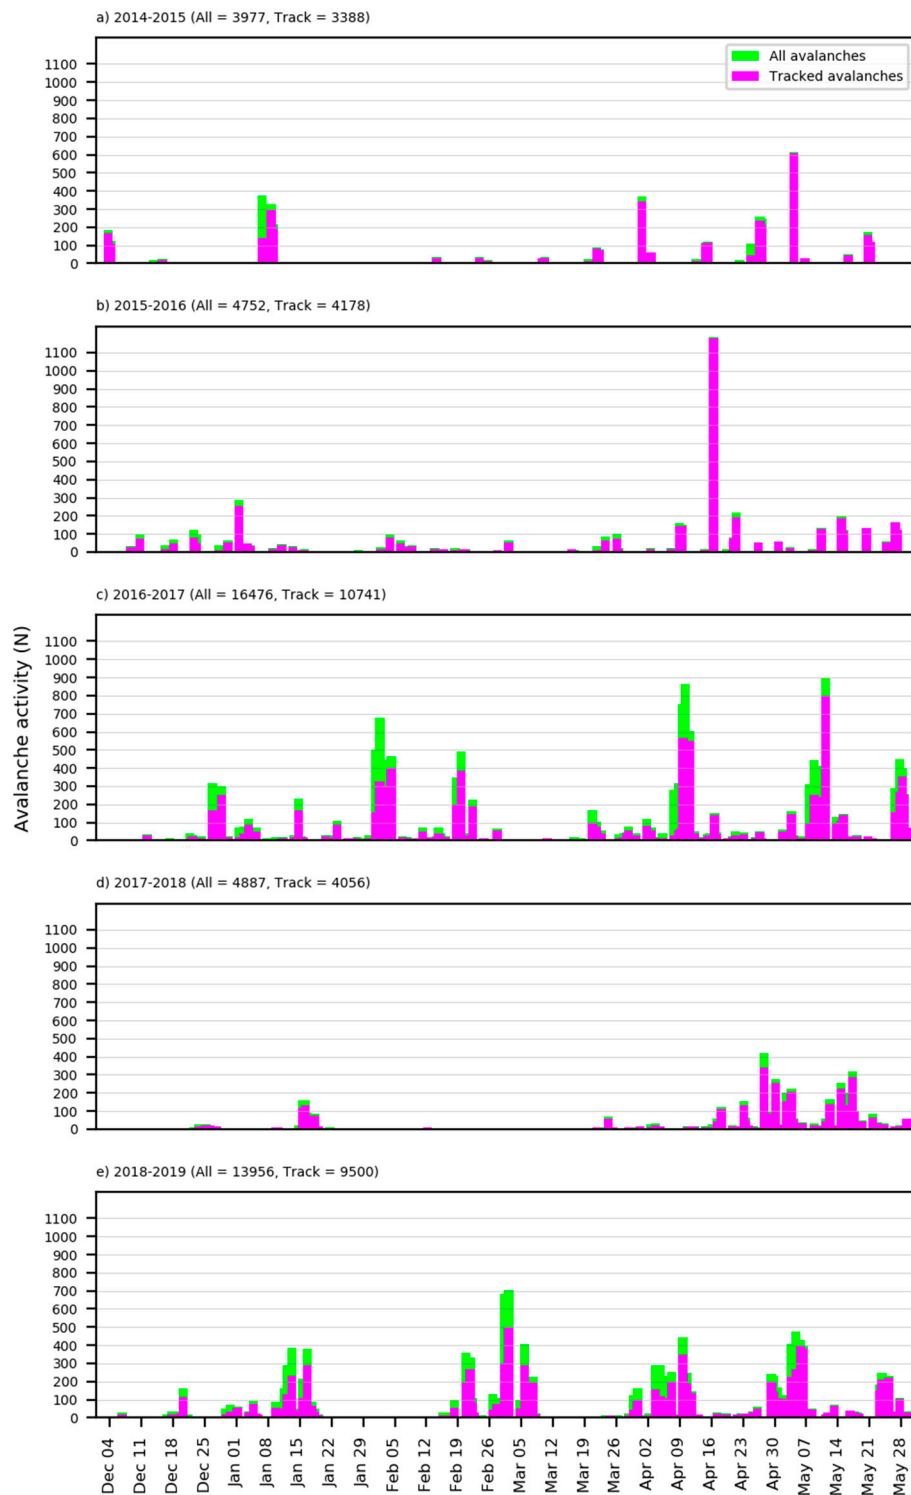 a) 2014-2015 (All = 3977, Track = 3388)
All avalanches
Tracked avalanches
1100
1000
900
800
700
600
500
400
300
200
100
0
b) 2015-2016 (All = 4752, Track = 4178)
1100
1000
900
800
700
600
500
400
300
200
100
0
c) 2016-2017 (All = 16476, Track = 10741)
1100
1000
900
800
700
600
500
400
300
200
100
0
Avalanche activity (N)
d) 2017-2018 (All = 4887, Track = 4056)
1100
1000
900
800
700
600
500
400
300
200
100
0
e) 2018-2019 (All = 13956, Track = 9500)
1100
1000
900
800
700
600
500
400
300
200
100
0
Dec 04
Dec 11
Dec 18
Dec 25
Jan 01
Jan 08
Jan 15
Jan 22
Jan 29
Feb 05
Feb 12
Feb 19
Feb 26
Mar 05
Mar 12
Mar 19
Mar 26
Apr 02
Apr 09
Apr 16
Apr 23
Apr 30
May 07
May 14
May 21
May 28